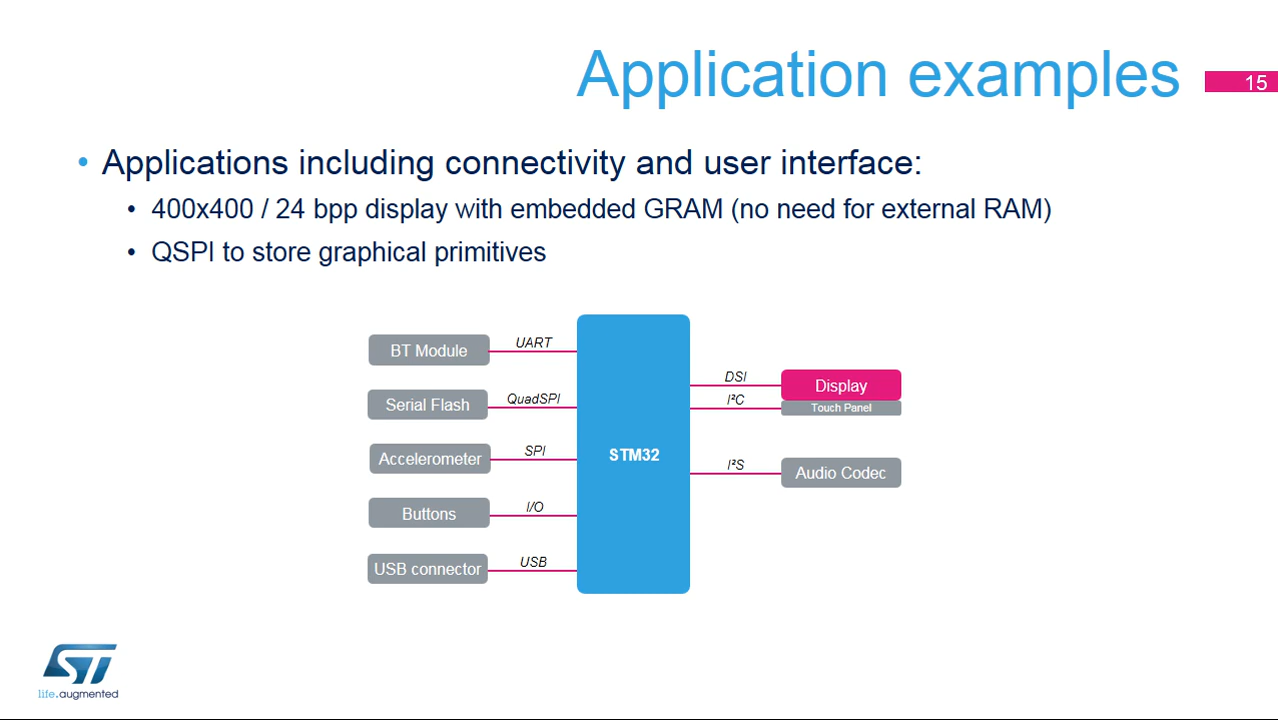 Application examples
15
• Applications including connectivity and user interface:
• 400x400 / 24 bpp display with embedded GRAM (no need for external RAM)
• QSPI to store graphical primitives
BT Module
UART
Serial Flash
QuadSPI
Accelerometer
SPI
Buttons
I/O
USB connector
USB
STM32
DSI
Display
I²C
Touch Panel
I²S
Audio Codec
ST
life.augmented